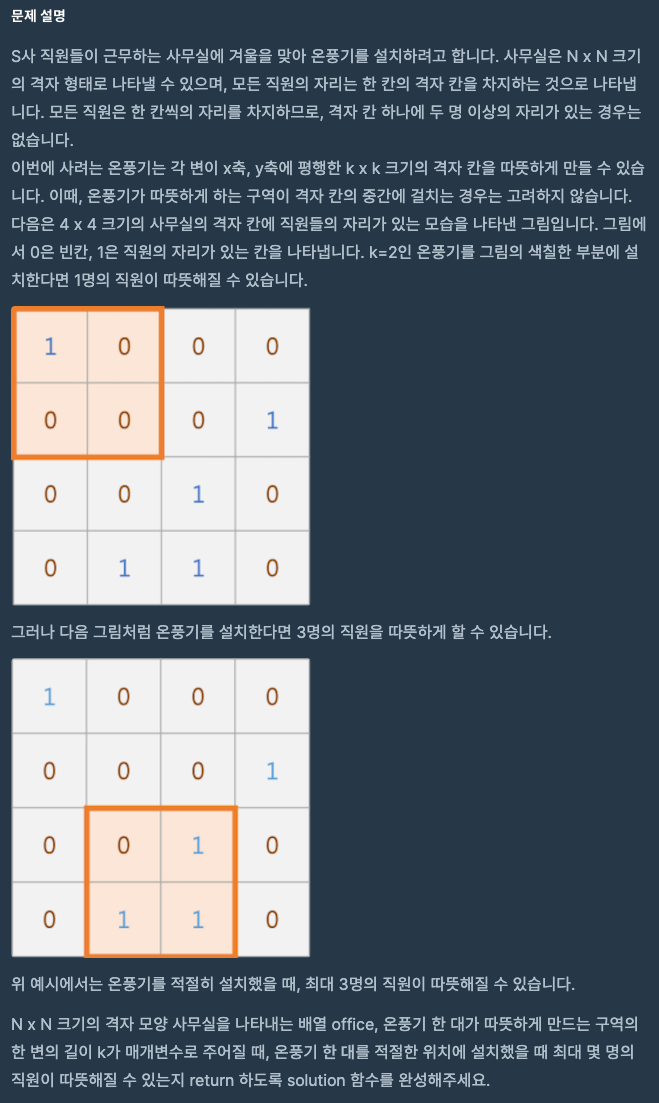 문제 설명
S사 직원들이 근무하는 사무실에 겨울을 맞아 온풍기를 설치하려고 합니다. 사무실은 N x N 크기
의 격자 형태로 나타낼 수 있으며, 모든 직원의 자리는 한 칸의 격자 칸을 차지하는 것으로 나타냅
니다. 모든 직원은 한 칸씩의 자리를 차지하므로, 격자 칸 하나에 두 명 이상의 자리가 있는 경우는
없습니다.
이번에 사려는 온풍기는 각 변이 x축, y축에 평행한 k x k 크기의 격자 칸을 따뜻하게 만들 수 있습
니다. 이때, 온풍기가 따뜻하게 하는 구역이 격자 칸의 중간에 걸치는 경우는 고려하지 않습니다.
다음은 4 x 4 크기의 사무실의 격자 칸에 직원들의 자리가 있는 모습을 나타낸 그림입니다. 그림에
서 0은 빈칸, 1은 직원의 자리가 있는 칸을 나타냅니다. k=2인 온풍기를 그림의 색칠한 부분에 설
치한다면 1명의 직원이 따뜻해질 수 있습니다.
1 0 0 0
0 0 0 1
0 0 1 0
0 1 1 0
그러나 다음 그림처럼 온풍기를 설치한다면 3명의 직원을 따뜻하게 할 수 있습니다.
1 0 0 0
0 0 0 1
0 0 1 0
0 1 1 0
위 예시에서는 온풍기를 적절히 설치했을 때, 최대 3명의 직원이 따뜻해질 수 있습니다.
N x N 크기의 격자 모양 사무실을 나타내는 배열 office, 온풍기 한 대가 따뜻하게 만드는 구역의
한 변의 길이 k가 매개변수로 주어질 때, 온풍기 한 대를 적절한 위치에 설치했을 때 최대 몇 명의
직원이 따뜻해질 수 있는지 return 하도록 solution 함수를 완성해주세요.